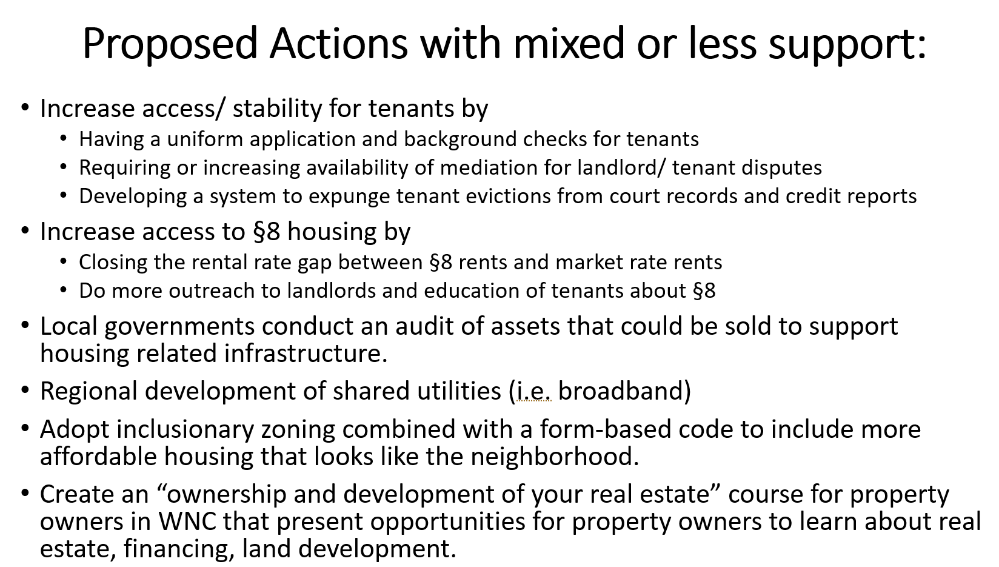 Proposed Actions with mixed or less support:
• Increase access/ stability for tenants by
• Having a uniform application and background checks for tenants
• Requiring or increasing availability of mediation for landlord/ tenant disputes
• Developing a system to expunge tenant evictions from court records and credit reports
• Increase access to §8 housing by
• Closing the rental rate gap between §8 rents and market rate rents
• Do more outreach to landlords and education of tenants about §8
• Local governments conduct an audit of assets that could be sold to support
housing related infrastructure.
• Regional development of shared utilities (i.e. broadband)
• Adopt inclusionary zoning combined with a form-based code to include more
affordable housing that looks like the neighborhood.
• Create an “ownership and development of your real estate” course for property
owners in WNC that present opportunities for property owners to learn about real
estate, financing, land development.